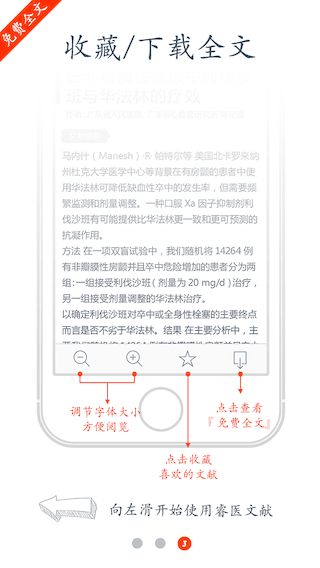 免费全文
收藏/下载全文
班与华法林的疗效
马内什（Manesh）·R· 帕特尔等 美国北卡罗来纳
州杜克大学医学中心等背景在有房颤的患者中使
用华法林可降低缺血性卒中的发生率，但需要频
繁监测和剂量调整。一种口服 Xa 因子抑制剂利
伐沙班有可能提供比华法林更一致和更可预测的
抗凝作用。
方法 在一项双盲试验中，我们随机将 14264 例
有非瓣膜性房颤且卒中危险增加的患者分为两
组:一组接受利伐沙班（剂量为 20 mg/d）治疗，
另一组接受剂量调整的华法林治疗。
以确定利伐沙班对卒中或全身性栓塞的主要终点
而言是否不劣于华法林。结果 在主要分析中，主
调节字体大小
方便阅览
点击收藏
喜欢的文献
点击查看
『免费全文』
向左滑开始使用睿医文献
3